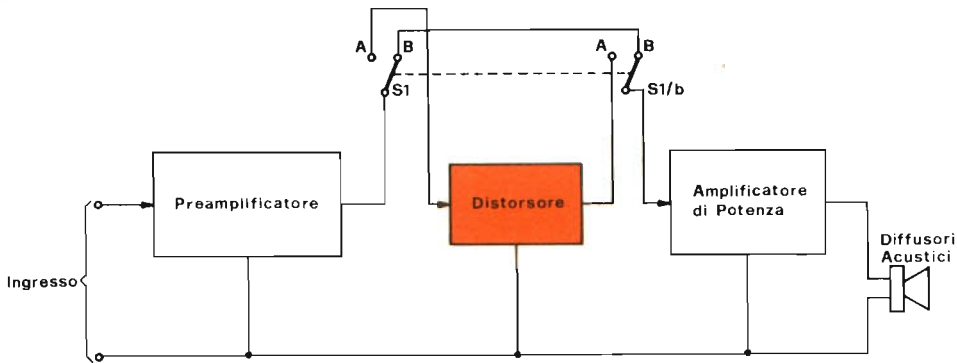 A
B
S1
A
B
S1/b
Preamplificatore
Distorsore
Amplificatore
di Potenza
Diffusori
Acustici
Ingresso